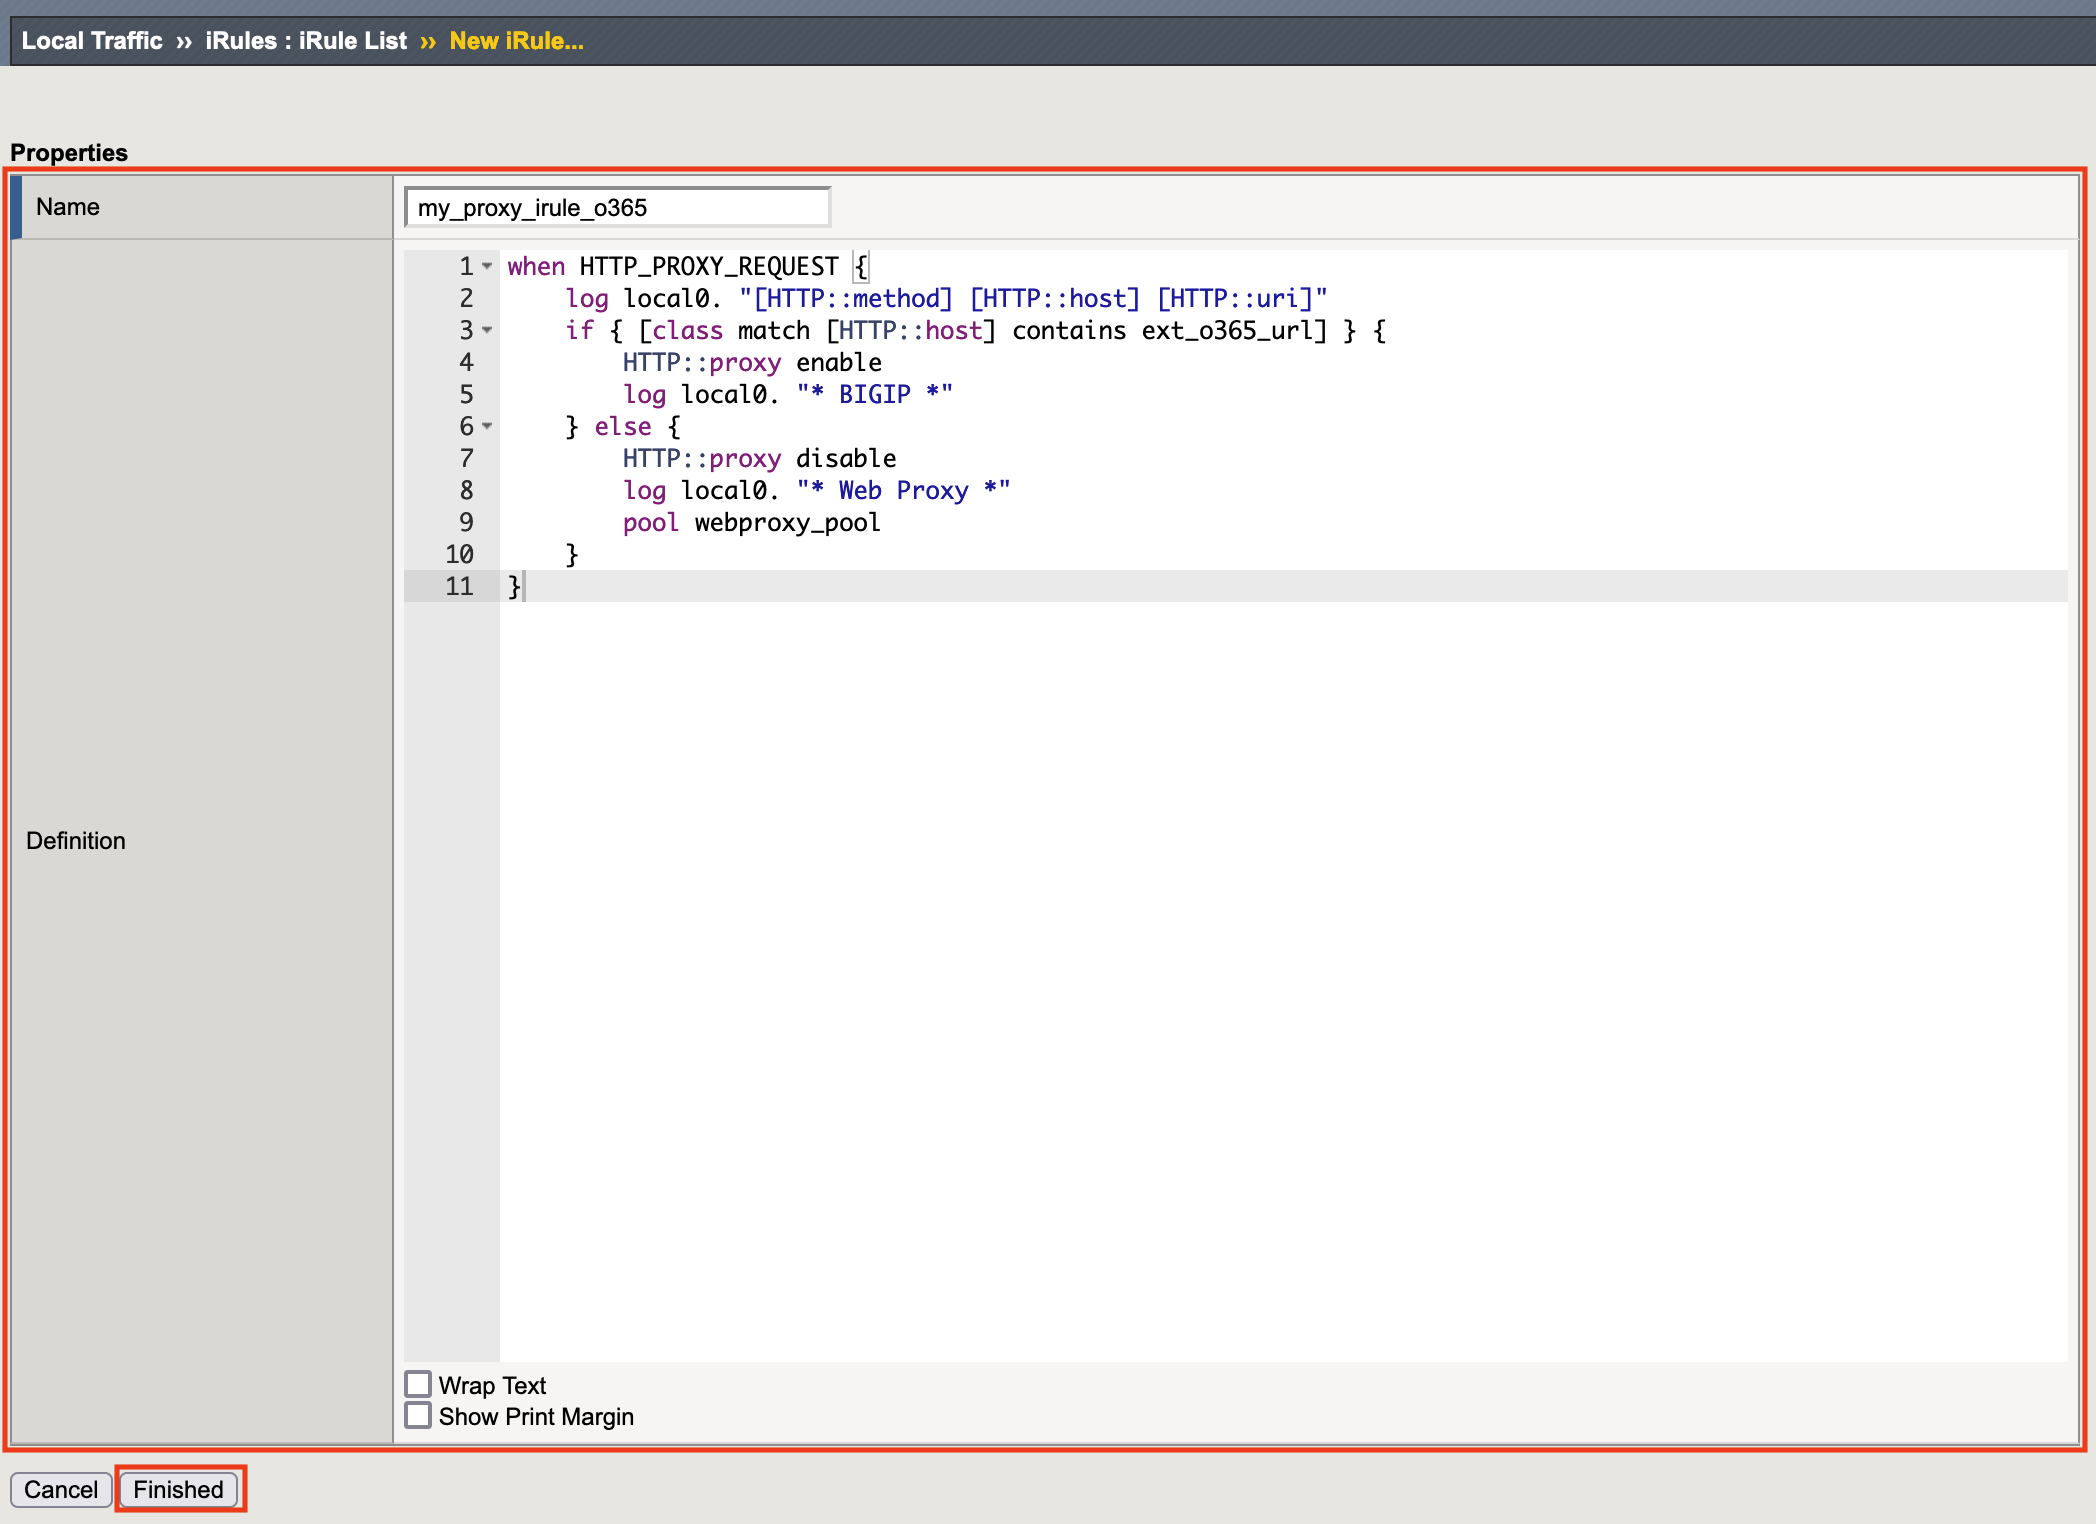 Local Traffic ›› iRules : iRule List ›› New iRule...
Properties
Name
my_proxy_irule_o365
Definition
1 when HTTP_PROXY_REQUEST {
2     log local0. "[HTTP::method] [HTTP::host] [HTTP::uri]"
3     if { [class match [HTTP::host] contains ext_o365_url] } {
4         HTTP::proxy enable
5         log local0. "* BIGIP *"
6     } else {
7         HTTP::proxy disable
8         log local0. "* Web Proxy *"
9         pool webproxy_pool
10     }
11 }
Wrap Text
Show Print Margin
Cancel Finished